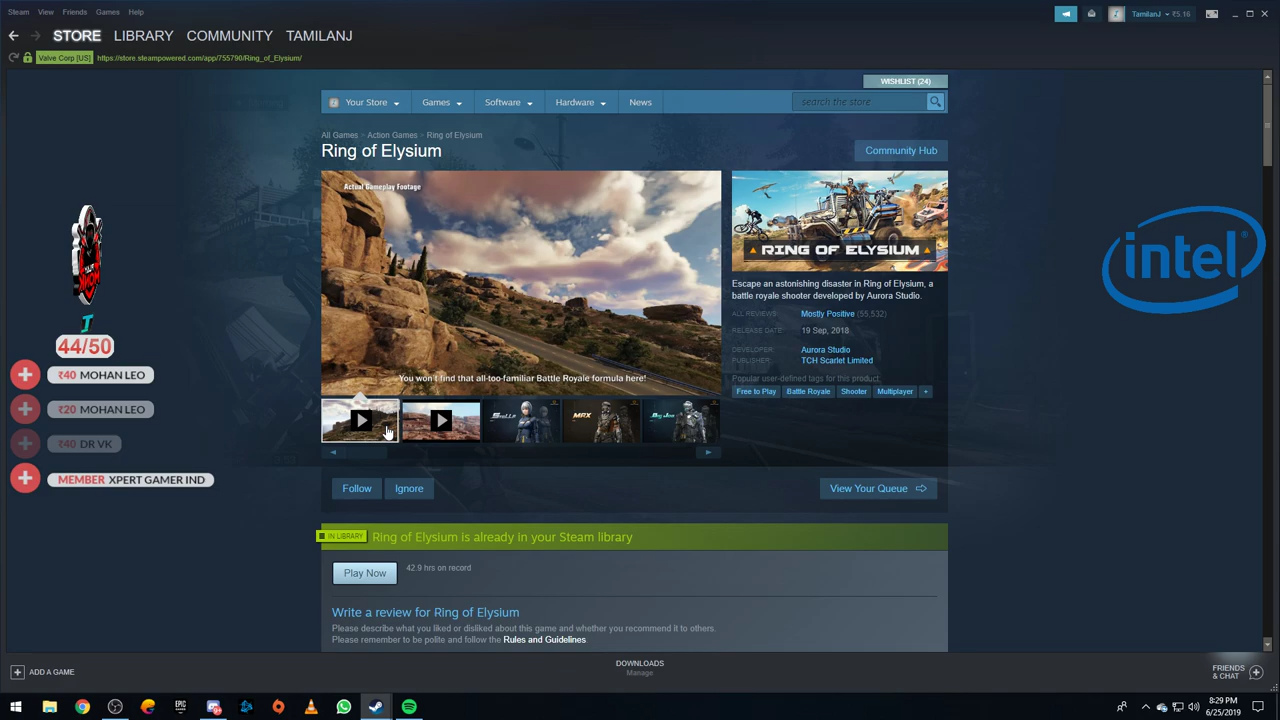 Steam View Friends Games Help
TamilanJ ₹5.16
STORE LIBRARY COMMUNITY TAMILANJ
Valve Corp [US] https://store.steampowered.com/app/755790/Ring_of_Elysium/
WISHLIST (24)
Your Store Games Software Hardware News search the store
All Games > Action Games > Ring of Elysium
Ring of Elysium
Community Hub
Actual Gameplay Footage
You won't find that all-too-familiar Battle Royale formula here!
RING OF ELYSIUM
Escape an astonishing disaster in Ring of Elysium, a
battle royale shooter developed by Aurora Studio.
ALL REVIEWS: Mostly Positive (55,532)
RELEASE DATE: 19 Sep, 2018
DEVELOPER: Aurora Studio
PUBLISHER: TCH Scarlet Limited
Popular user-defined tags for this product:
Free to Play Battle Royale Shooter Multiplayer +
intel
44/50
₹40 MOHAN LEO
₹20 MOHAN LEO
₹40 DR VK
MEMBER XPERT GAMER IND
Follow Ignore View Your Queue
IN LIBRARY Ring of Elysium is already in your Steam library
Play Now 42.9 hrs on record
Write a review for Ring of Elysium
Please describe what you liked or disliked about this game and whether you recommend it to others.
Please remember to be polite and follow the Rules and Guidelines
ADD A GAME
DOWNLOADS
Manage
FRIENDS
& CHAT
EPIC
8:29 PM
6/25/2019